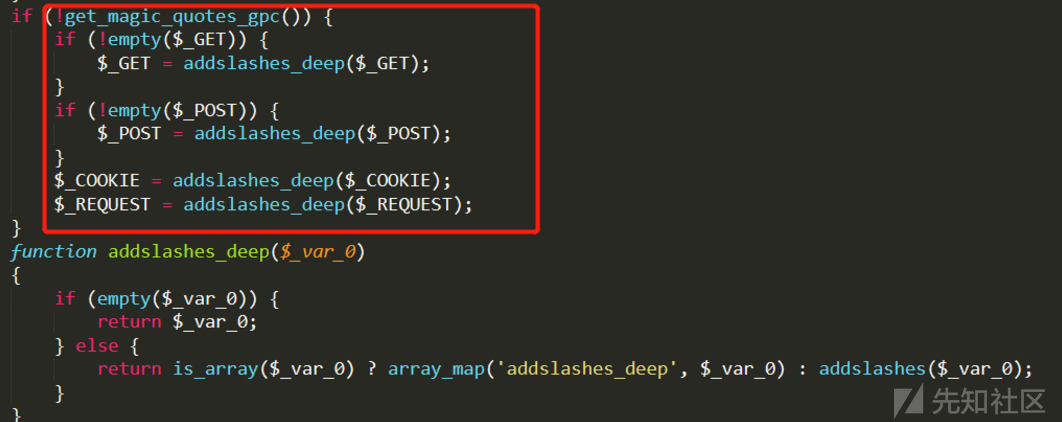 if (!get_magic_quotes_gpc()) {
    if (!empty($_GET)) {
        $_GET = addslashes_deep($_GET);
    }
    if (!empty($_POST)) {
        $_POST = addslashes_deep($_POST);
    }
    $_COOKIE = addslashes_deep($_COOKIE);
    $_REQUEST = addslashes_deep($_REQUEST);
}
function addslashes_deep($_var_0)
{
    if (empty($_var_0)) {
        return $_var_0;
    } else {
        return is_array($_var_0) ? array_map('addslashes_deep', $_var_0) : addslashes($_var_0);
    }
}
先知社区